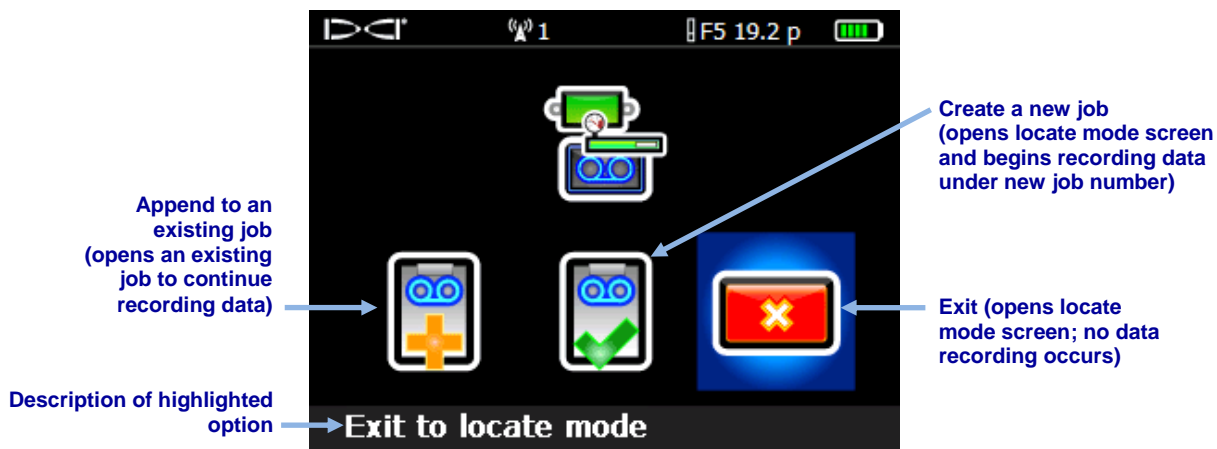 DCI
1
F5 19.2 p
Create a new job
(opens locate mode screen
and begins recording data
under new job number)
Append to an
existing job
(opens an existing
job to continue
recording data)
Exit (opens locate
mode screen; no data
recording occurs)
Description of highlighted
option
Exit to locate mode